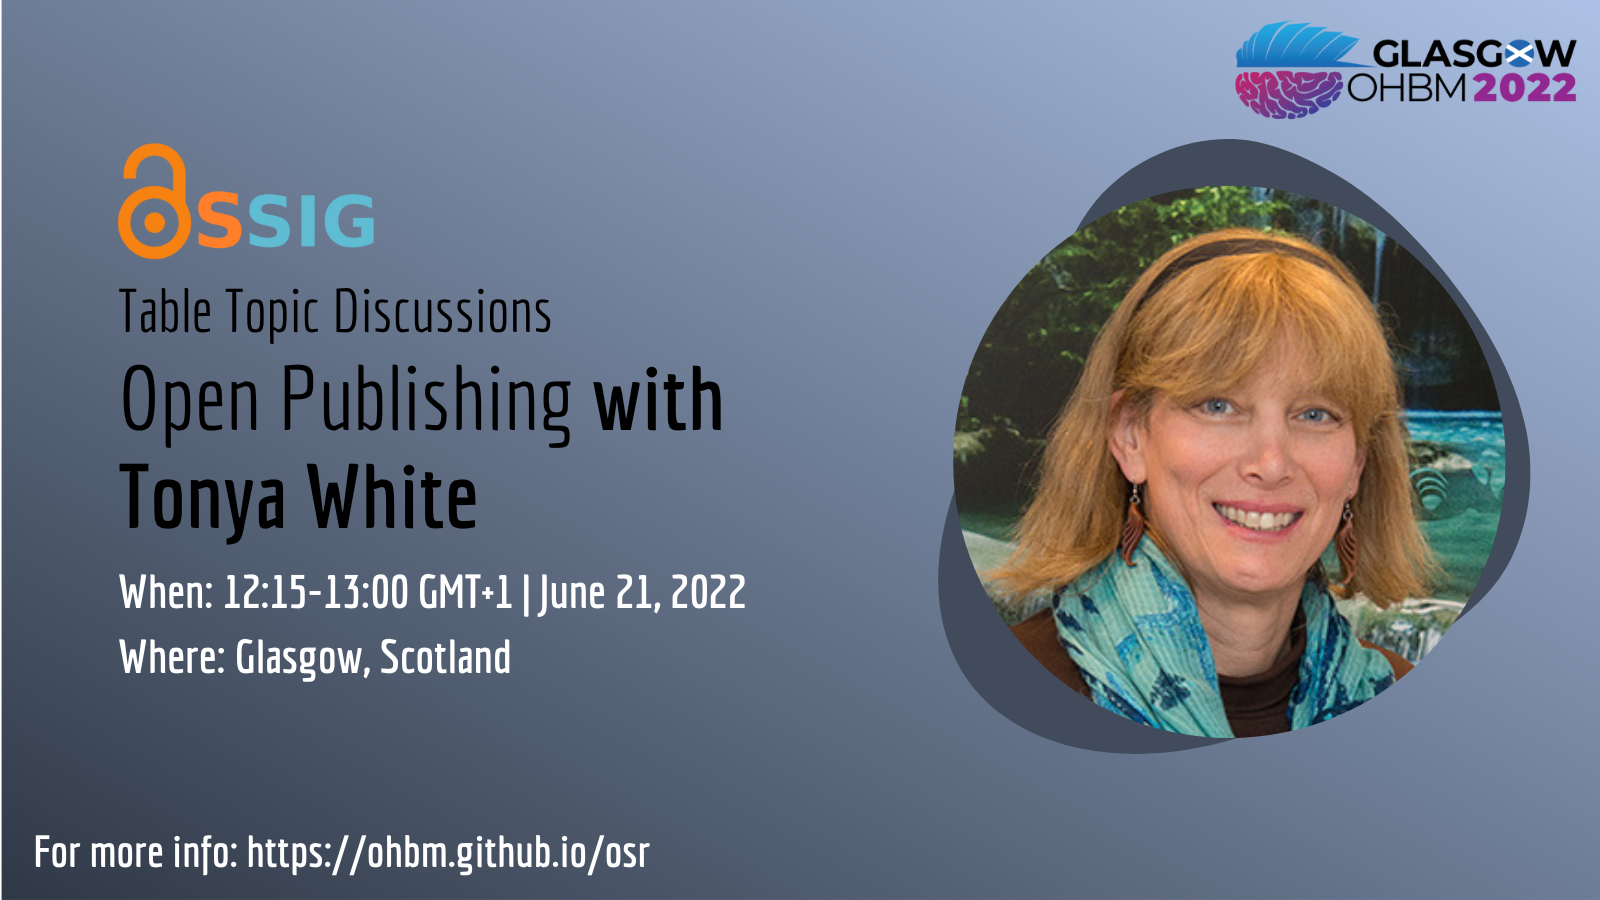 GLASGOW
OHBM 2022
OSSIG
Table Topic Discussions
Open Publishing with
Tonya White
When: 12:15-13:00 GMT+1 | June 21, 2022
Where: Glasgow, Scotland
For more info: https://ohbm.github.io/osr